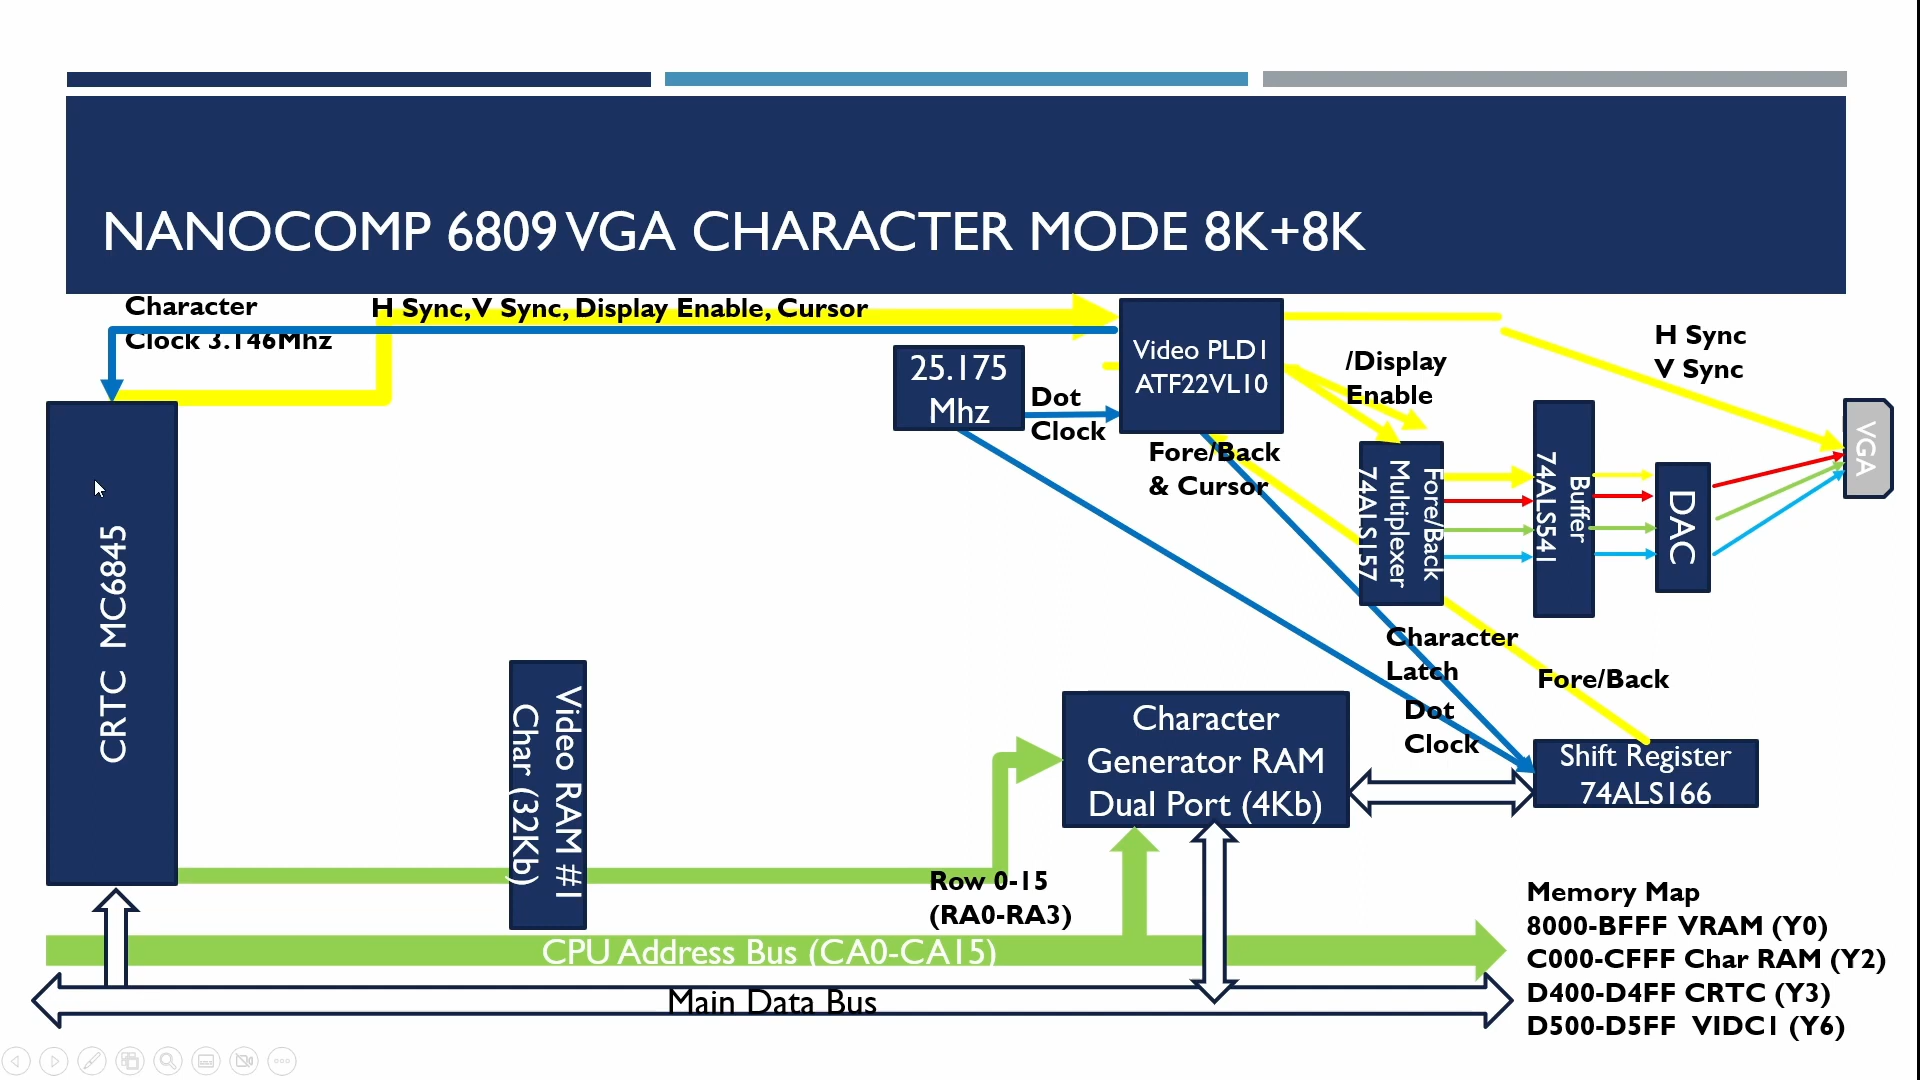 NANOCOMP 6809 VGA CHARACTER MODE 8K+8K
Character
Clock 3.146Mhz
H Sync, V Sync, Display Enable, Cursor
25.175
Mhz
Dot
Clock
Video PLD1
ATF22VL10
/Display
Enable
H Sync
V Sync
VGA
Fore/Back
& Cursor
Fore/Back
Multiplexer
74ALS157
Buffer
74ALS541
DAC
CRTC MC6845
Character
Latch
Dot
Clock
Fore/Back
Video RAM #1
Char (32Kb)
Character
Generator RAM
Dual Port (4Kb)
Shift Register
74ALS166
Row 0-15
(RA0-RA3)
CPU Address Bus (CA0-CA15)
Main Data Bus
Memory Map
8000-BFFF VRAM (Y0)
C000-CFFF Char RAM (Y2)
D400-D4FF CRTC (Y3)
D500-D5FF VIDC1 (Y6)